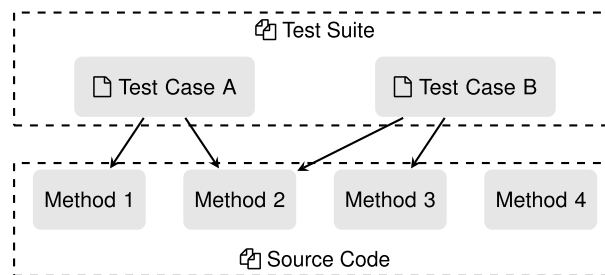 Test Suite
Test Case A
Test Case B
Method 1
Method 2
Method 3
Method 4
Source Code